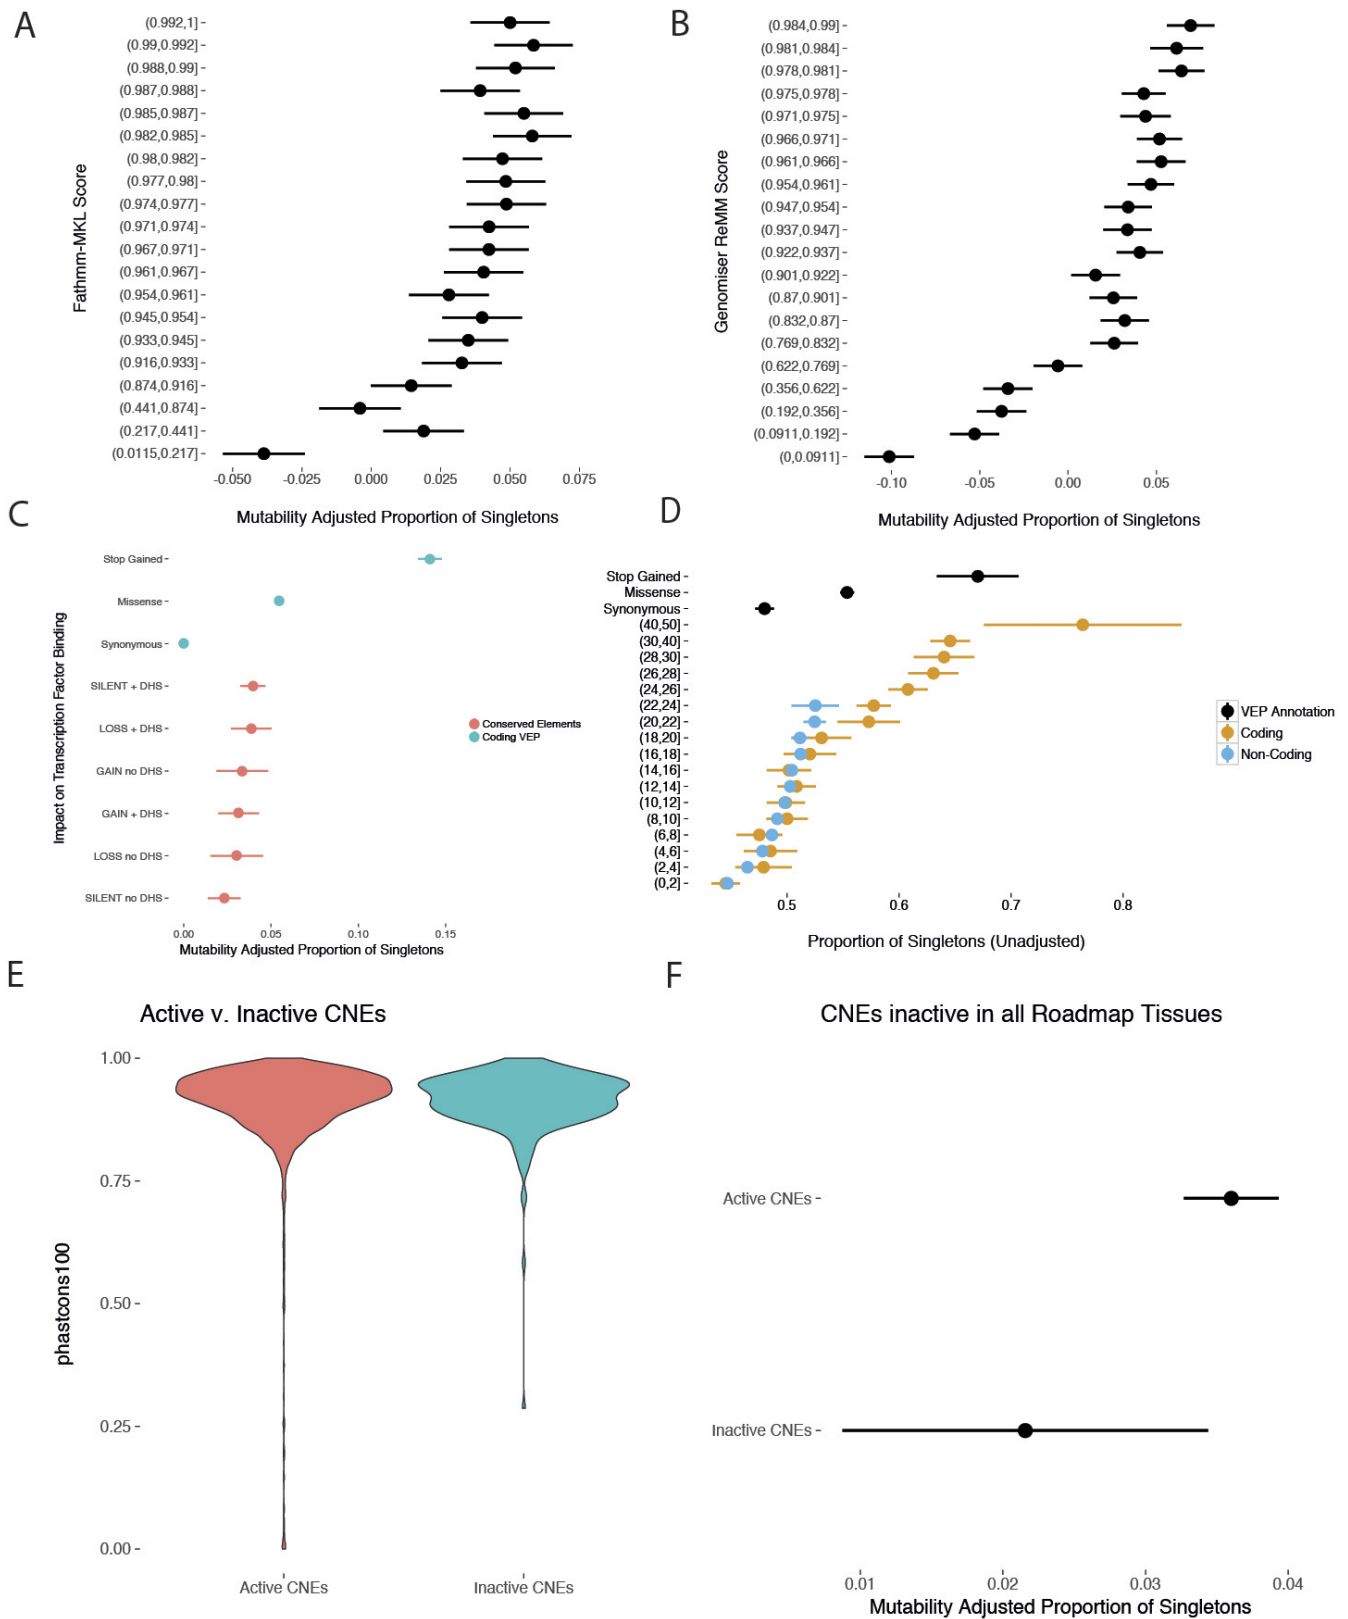 A
Fathmm-MKL Score
(0.992,1]
(0.99,0.992]
(0.988,0.99]
(0.987,0.988]
(0.985,0.987]
(0.982,0.985]
(0.98,0.982]
(0.977,0.98]
(0.974,0.977]
(0.971,0.974]
(0.967,0.971]
(0.961,0.967]
(0.954,0.961]
(0.945,0.954]
(0.933,0.945]
(0.916,0.933]
(0.874,0.916]
(0.441,0.874]
(0.217,0.441]
(0.0115,0.217]
-0.050 -0.025 0.000 0.025 0.050 0.075
Mutability Adjusted Proportion of Singletons
B
Genomiser ReMM Score
(0.984,0.99]
(0.981,0.984]
(0.978,0.981]
(0.975,0.978]
(0.971,0.975]
(0.966,0.971]
(0.961,0.966]
(0.954,0.961]
(0.947,0.954]
(0.937,0.947]
(0.922,0.937]
(0.901,0.922]
(0.87,0.901]
(0.832,0.87]
(0.769,0.832]
(0.622,0.769]
(0.356,0.622]
(0.192,0.356]
(0.0911,0.192]
(0,0.0911]
-0.10 -0.05 0.00 0.05
Mutability Adjusted Proportion of Singletons
C
Impact on Transcription Factor Binding
Stop Gained
Missense
Synonymous
SILENT + DHS
LOSS + DHS
GAIN no DHS
GAIN + DHS
LOSS no DHS
SILENT no DHS
0.00 0.05 0.10 0.15
Mutability Adjusted Proportion of Singletons
Conserved Elements
Coding VEP
D
Stop Gained
Missense
Synonymous
(40,50]
(30,40]
(28,30]
(26,28]
(24,26]
(22,24]
(20,22]
(18,20]
(16,18]
(14,16]
(12,14]
(10,12]
(8,10]
(6,8]
(4,6]
(2,4]
(0,2]
0.5 0.6 0.7 0.8
Proportion of Singletons (Unadjusted)
VEP Annotation
Coding
Non-Coding
E
Active v. Inactive CNEs
phastcons100
1.00
0.75
0.50
0.25
0.00
Active CNEs Inactive CNEs
F
CNEs inactive in all Roadmap Tissues
Active CNEs
Inactive CNEs
0.01 0.02 0.03 0.04
Mutability Adjusted Proportion of Singletons